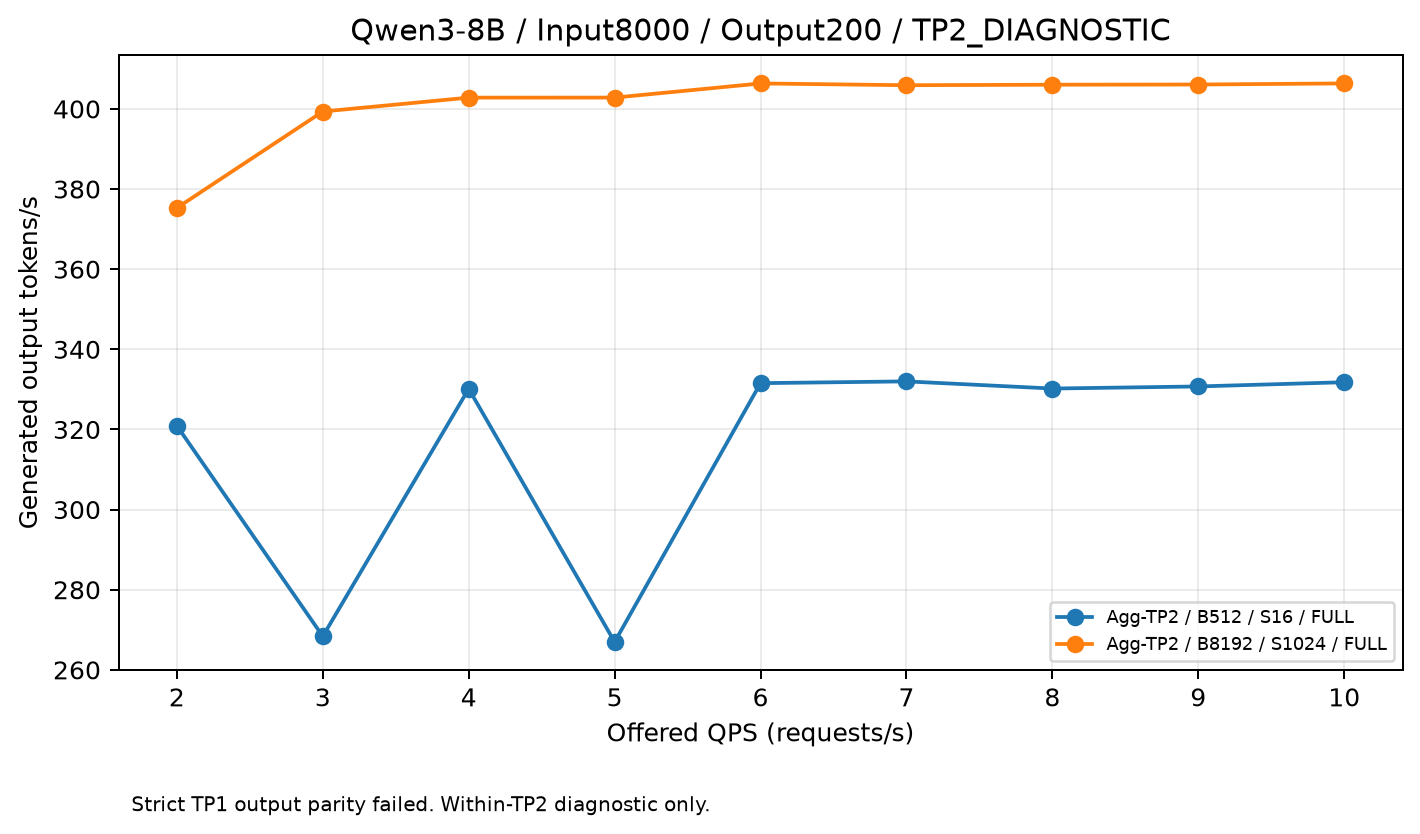 Qwen3-8B / Input8000 / Output200 / TP2_DIAGNOSTIC
Generated output tokens/s
400
380
360
340
320
300
280
260
2 3 4 5 6 7 8 9 10
Offered QPS (requests/s)
Agg-TP2 / B512 / S16 / FULL
Agg-TP2 / B8192 / S1024 / FULL
Strict TP1 output parity failed. Within-TP2 diagnostic only.